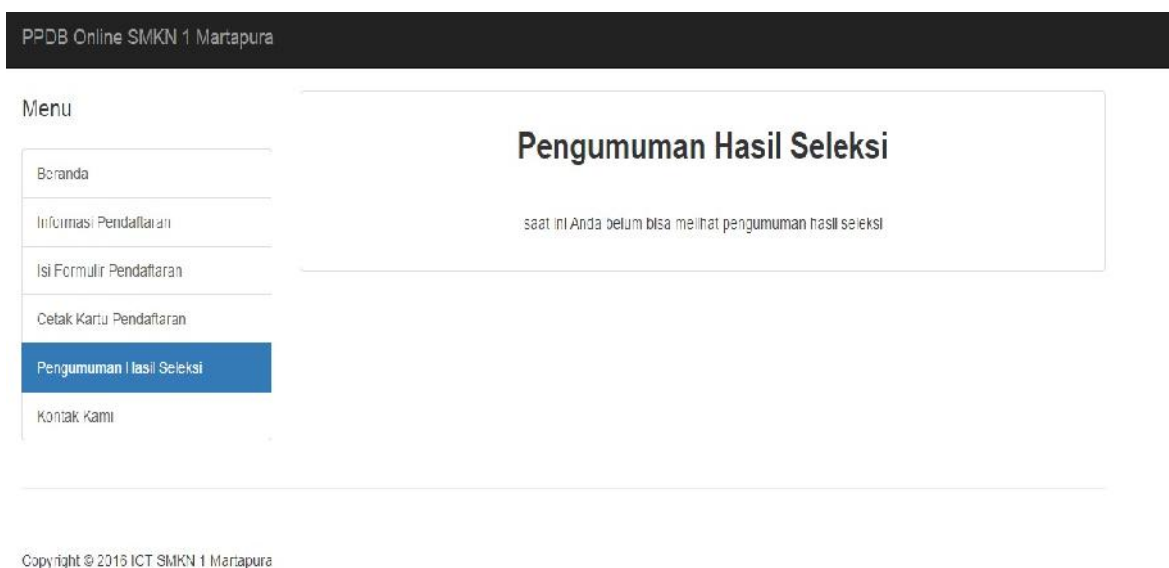 PPDB Online SMKN 1 Martapura
Menu
Beranda
Informasi Pendaftaran
Isi Formulir Pendaftaran
Cetak Kartu Pendaftaran
Pengumuman Hasil Seleksi
Kontak Kami
Pengumuman Hasil Seleksi
saat ini Anda belum bisa melihat pengumuman hasil seleksi
Copyright © 2016 ICT SMKN 1 Martapura